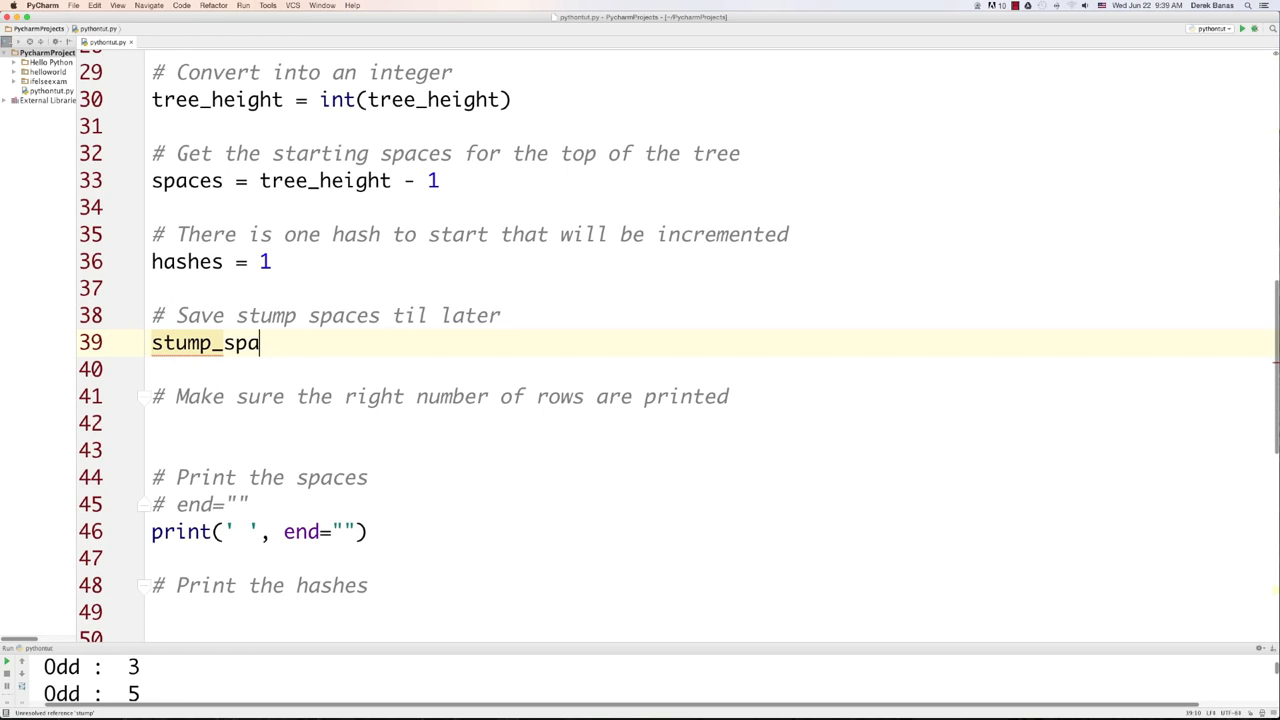 PyCharm File Edit View Navigate Code Refactor Run Tools VCS Window Help 10 Wed Jun 22 9:39 AM Derek Banas
pythontut.py - PycharmProjects - [~/PycharmProjects]
PycharmProjects pythontut.py pythontut
pythontut.py
PycharmProject
Hello Python
helloworld
ifelseexam
pythontut.py
External Librarie
29 # Convert into an integer
30 tree_height = int(tree_height)
31
32 # Get the starting spaces for the top of the tree
33 spaces = tree_height - 1
34
35 # There is one hash to start that will be incremented
36 hashes = 1
37
38 # Save stump spaces til later
39 stump_spa
40
41 # Make sure the right number of rows are printed
42
43
44 # Print the spaces
45 # end=""
46 print(' ', end="")
47
48 # Print the hashes
49
50
Run pythontut
Odd : 3
Odd : 5
Unresolved reference 'stump' 39:10 LF÷ UTF-8÷